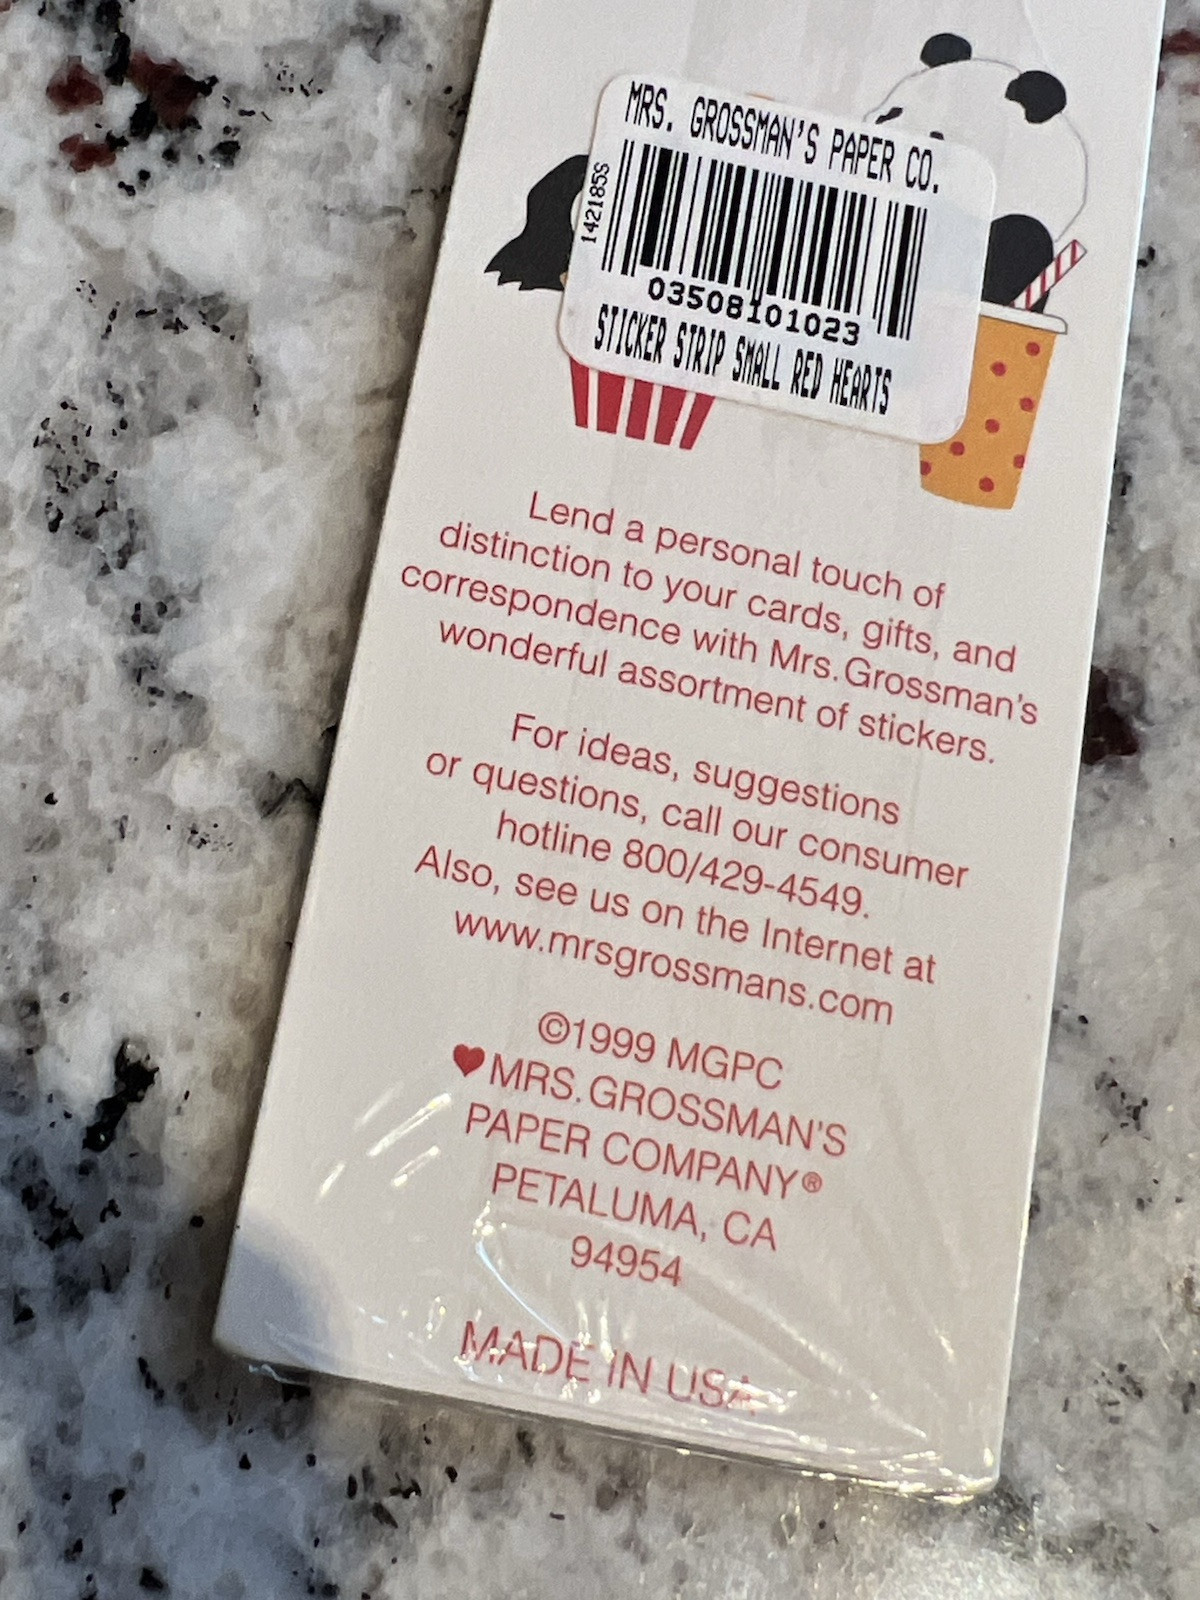 MRS. GROSSMAN'S PAPER CO.
14218SS
03508101023
STICKER STRIP SMALL RED HEARTS
Lend a personal touch of
distinction to your cards, gifts, and
correspondence with Mrs. Grossman's
wonderful assortment of stickers.
For ideas, suggestions
or questions, call our consumer
hotline 800/429-4549.
Also, see us on the Internet at
www.mrsgrossmans.com
©1999 MGPC
♥MRS. GROSSMAN'S
PAPER COMPANY®
PETALUMA, CA
94954
MADE IN USA